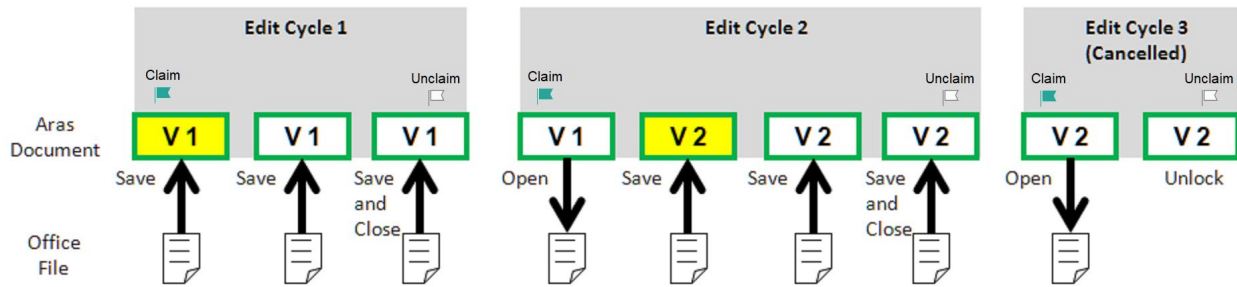 Edit Cycle 1
Edit Cycle 2
Edit Cycle 3
(Cancelled)
Claim
Unclaim
Claim
Unclaim
Claim
Unclaim
Aras
Document
V 1
V 1
V 1
V 1
V 2
V 2
V 2
V 2
V 2
Save
Save
Save
and
Close
Open
Save
Save
Save
and
Close
Open
Unlock
Office
File